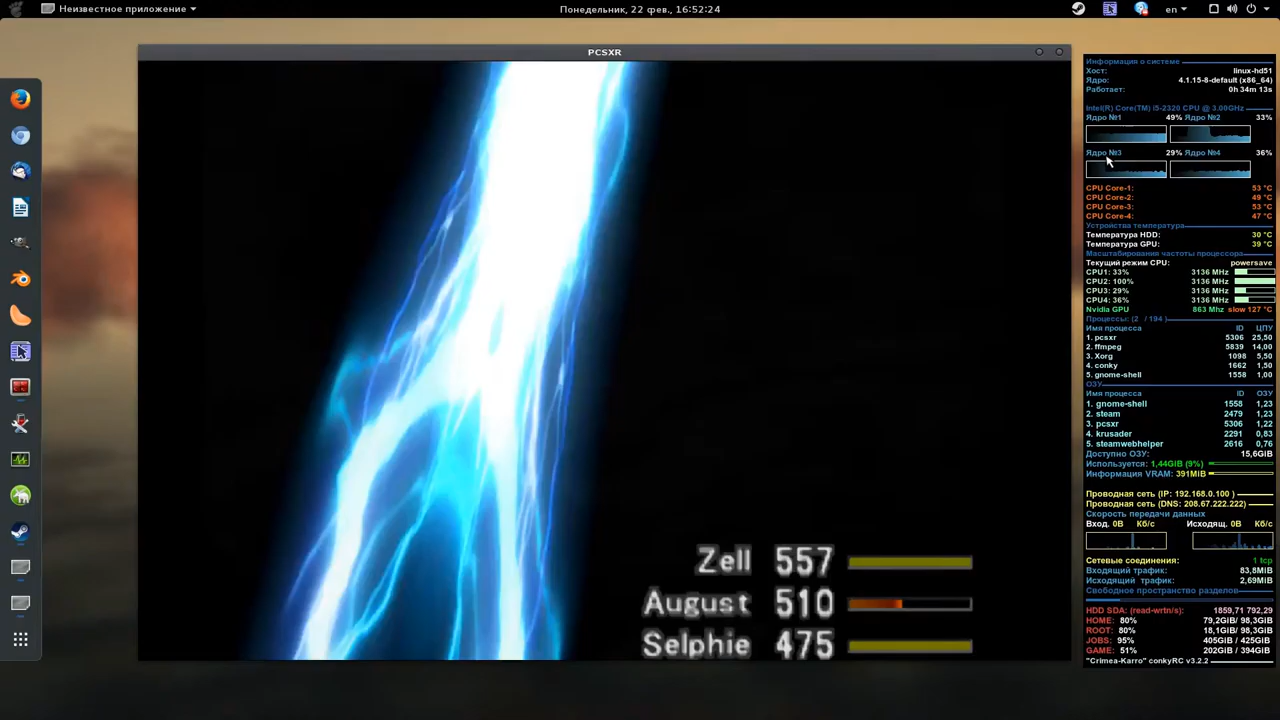 Неизвестное приложение
Понедельник, 22 фев., 16:52:24
en
PCSXR
Zell 557
August 510
Selphie 475
Информация о системе
Хост: linux-hd51
Ядро: 4.1.15-8-default (x86_64)
Работает: 0h 34m 13s
Intel(R) Core(TM) i5-2320 CPU @ 3.00GHz
Ядро №1 49% Ядро №2 33%
Ядро №3 29% Ядро №4 36%
CPU Core-1: 53 °C
CPU Core-2: 49 °C
CPU Core-3: 53 °C
CPU Core-4: 47 °C
Устройства температура
Температура HDD: 30 °C
Температура GPU: 39 °C
Масштабирования частоты процессора
Текущий режим CPU: powersave
CPU1: 33% 3136 MHz
CPU2: 100% 3136 MHz
CPU3: 29% 3136 MHz
CPU4: 36% 3136 MHz
Nvidia GPU 863 Mhz slow 127 °C
Процессы: (2 / 194 )
Имя процесса ID ЦПУ
1. pcsxr 5306 25,50
2. ffmpeg 5839 14,00
3. Xorg 1098 5,50
4. conky 1662 1,50
5. gnome-shell 1558 1,00
ОЗУ
Имя процесса ID ОЗУ
1. gnome-shell 1558 1,23
2. steam 2479 1,23
3. pcsxr 5306 1,22
4. krusader 2291 0,83
5. steamwebhelper 2616 0,76
Доступно ОЗУ: 15,6GiB
Используется: 1,44GiB (9%)
Информация VRAM: 391MiB
Проводная сеть (IP: 192.168.0.100 )
Проводная сеть (DNS: 208.67.222.222)
Скорость передачи данных
Вход. 0B Кб/с Исходящ. 0B Кб/с
Сетевые соединения: 1 tcp
Входящий трафик: 83,8MiB
Исходящий трафик: 2,69MiB
Свободное пространство разделов
HDD SDA: (read-wrtn/s): 1859,71 792,29
HOME: 80% 79,2GiB/ 98,3GiB
ROOT: 80% 18,1GiB/ 98,3GiB
JOBS: 95% 405GiB / 425GiB
GAME: 51% 202GiB / 394GiB
"Crimea-Karro" conkyRC v3.2.2